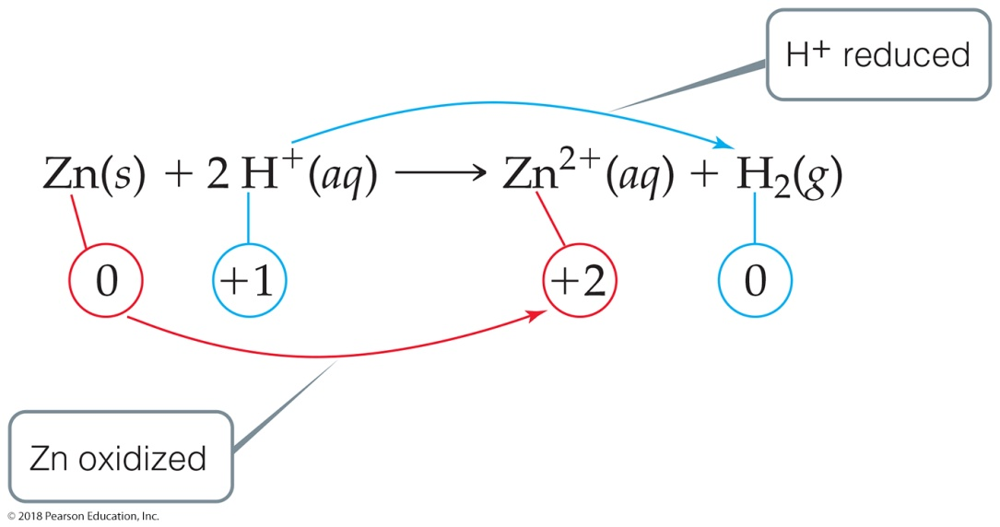 H⁺ reduced
Zn(s) + 2 H⁺(aq) ⟶ Zn²⁺(aq) + H₂(g)
0 +1 +2 0
Zn oxidized
© 2018 Pearson Education, Inc.